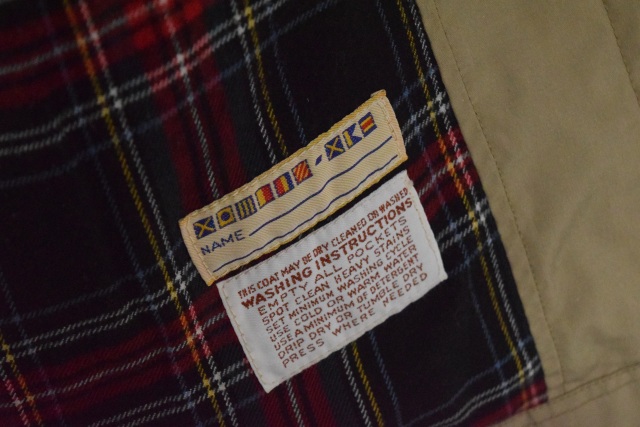 NAME
THIS COAT MAY BE DRY CLEANED OR WASHED.
WASHING INSTRUCTIONS
EMPTY ALL POCKETS
SPOT CLEAN HEAVY STAINS
SET MINIMUM WASHING CYCLE
USE COLD OR WARM WATER
USE A MINIMUM OF DETERGENT
DRIP DRY OR TUMBLE DRY
PRESS WHERE NEEDED